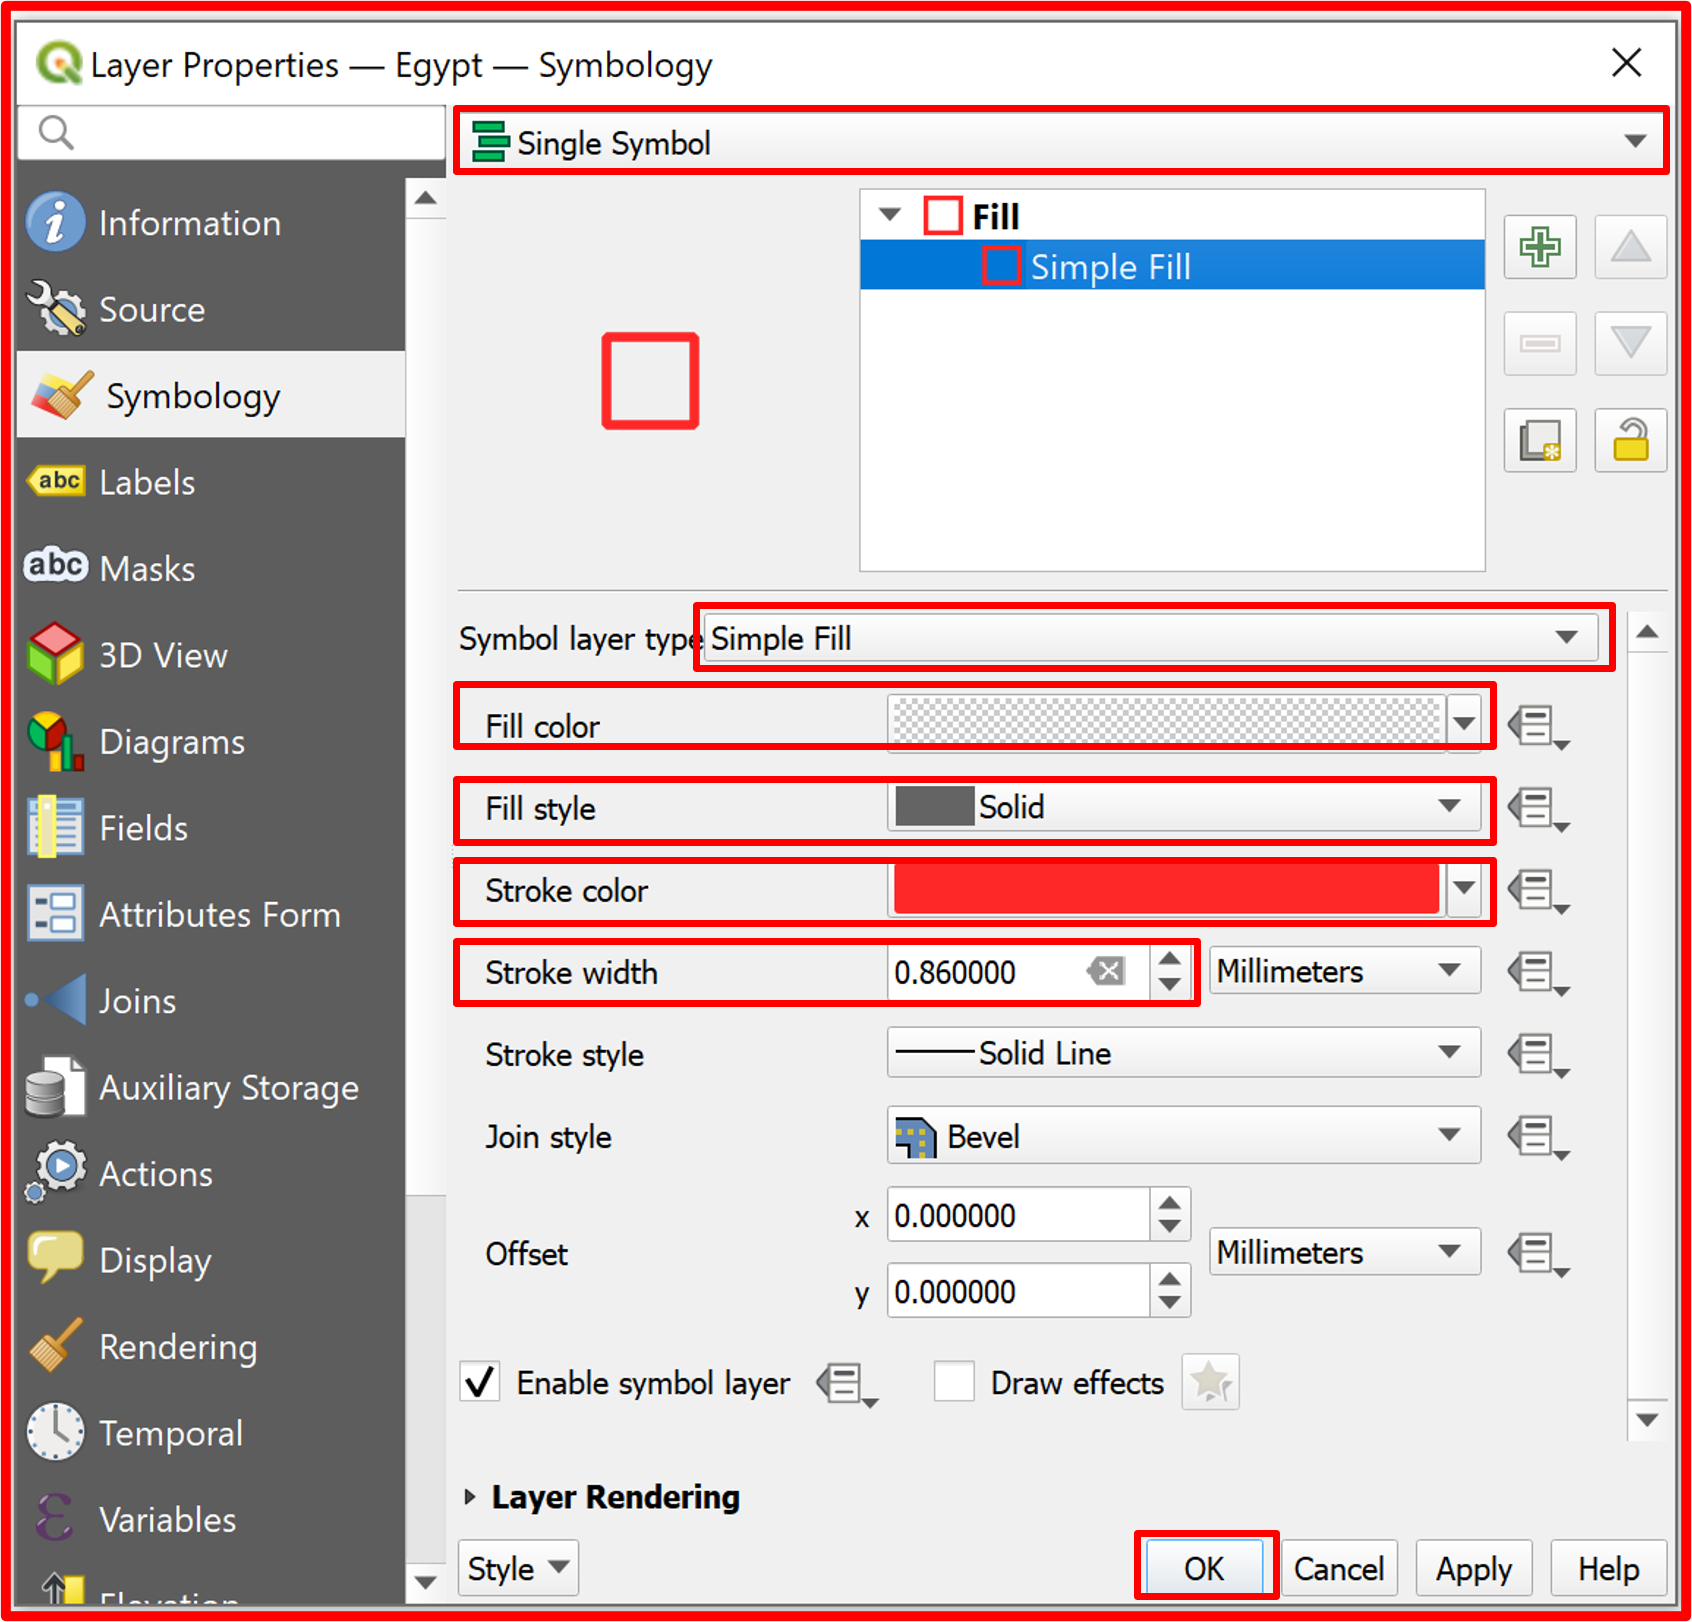 Layer Properties — Egypt — Symbology
Single Symbol
Information
Source
Symbology
Labels
abc
Masks
abc
3D View
Diagrams
Fields
Attributes Form
Joins
Auxiliary Storage
Actions
Display
Rendering
Temporal
Variables
Elevation
Fill
Simple Fill
Symbol layer type Simple Fill
Fill color
Fill style Solid
Stroke color
Stroke width 0.860000 Millimeters
Stroke style Solid Line
Join style Bevel
Offset x 0.000000 Millimeters
y 0.000000
Enable symbol layer Draw effects
Layer Rendering
Style OK Cancel Apply Help